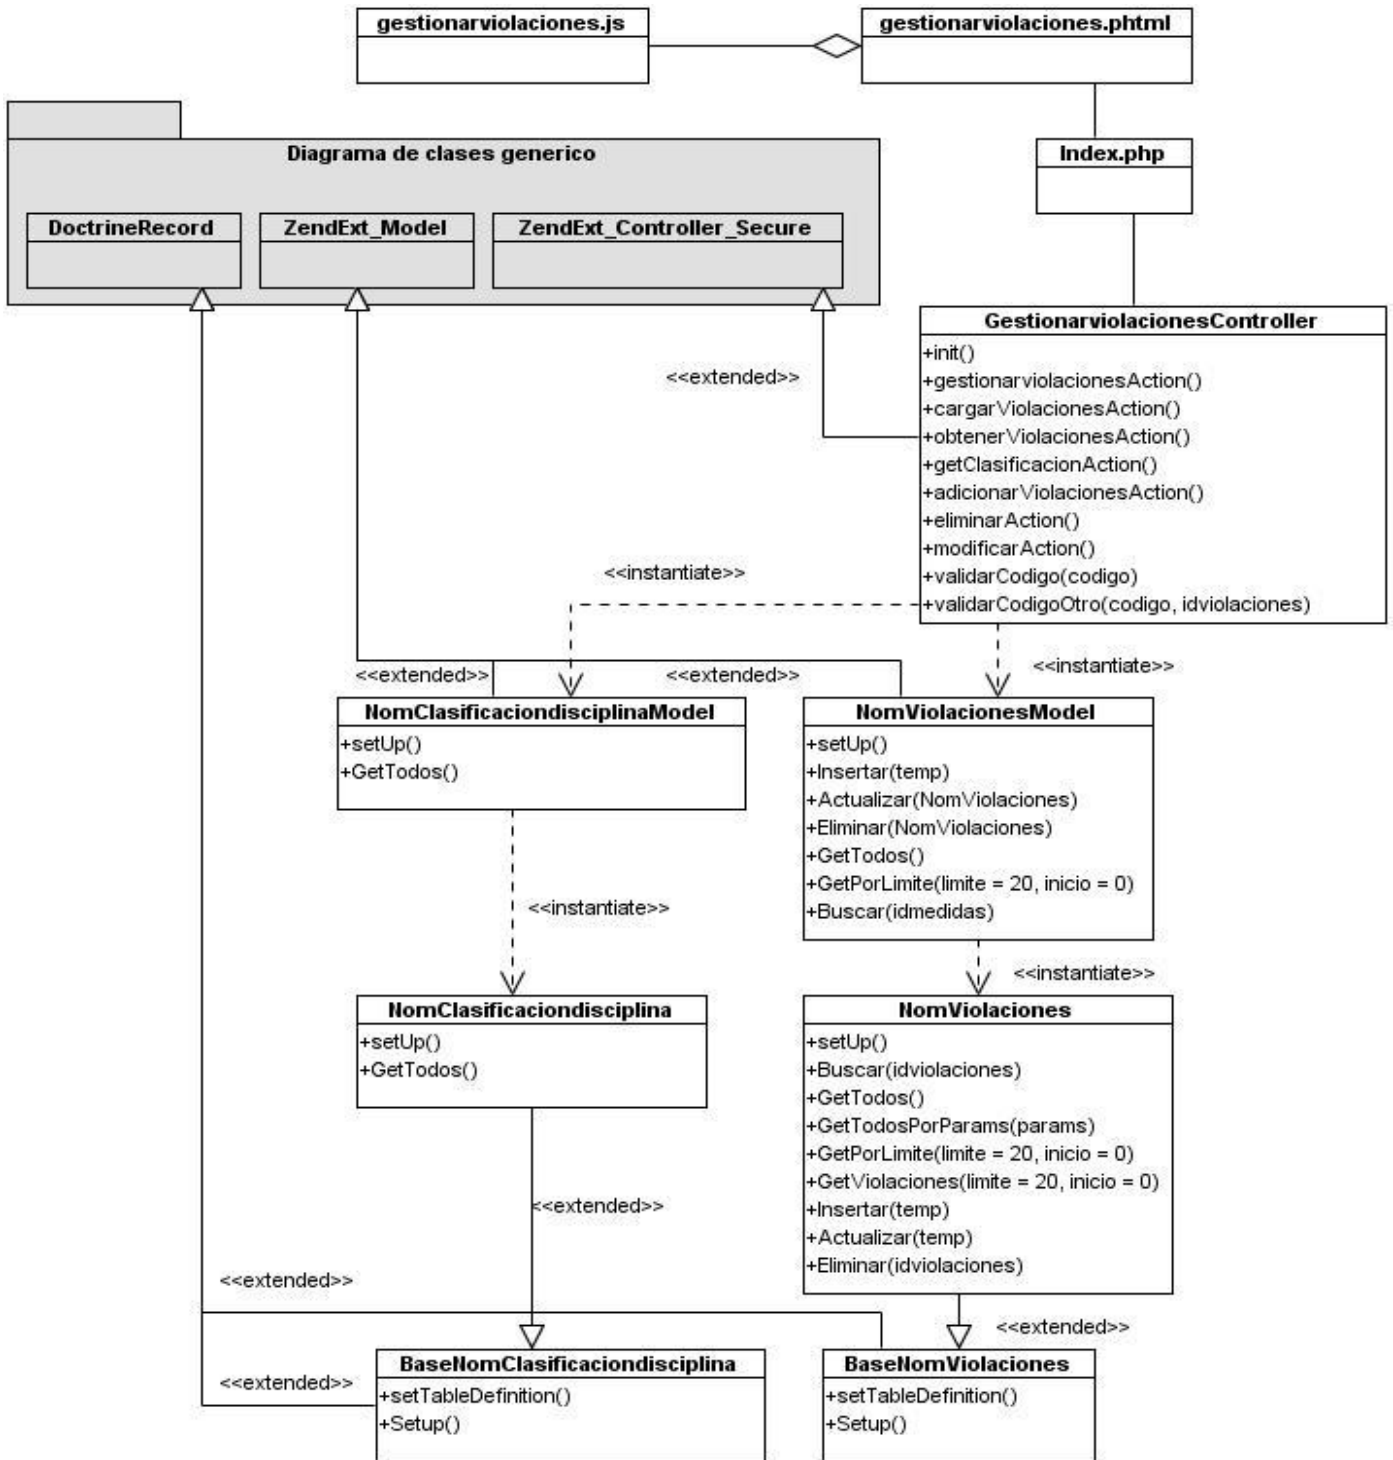 gestionarviolaciones.js
gestionarviolaciones.phtml
Diagrama de clases generico
Index.php
DoctrineRecord
ZendExt_Model
ZendExt_Controller_Secure
GestionarviolacionesController
+init()
+gestionarviolacionesAction()
+cargarViolacionesAction()
+obtenerViolacionesAction()
+getClasificacionAction()
+adicionarViolacionesAction()
+eliminarAction()
+modificarAction()
+validarCodigo(codigo)
+validarCodigoOtro(codigo, idviolaciones)
<<extended>>
<<instantiate>>
<<extended>>
<<extended>>
<<instantiate>>
NomClasificaciondisciplinaModel
+setUp()
+GetTodos()
NomViolacionesModel
+setUp()
+Insertar(temp)
+Actualizar(NomViolaciones)
+Eliminar(NomViolaciones)
+GetTodos()
+GetPorLimite(limite = 20, inicio = 0)
+Buscar(idmedidas)
<<instantiate>>
<<instantiate>>
NomClasificaciondisciplina
+setUp()
+GetTodos()
NomViolaciones
+setUp()
+Buscar(idviolaciones)
+GetTodos()
+GetTodosPorParams(params)
+GetPorLimite(limite = 20, inicio = 0)
+GetViolaciones(limite = 20, inicio = 0)
+Insertar(temp)
+Actualizar(temp)
+Eliminar(idviolaciones)
<<extended>>
<<extended>>
<<extended>>
<<extended>>
BaseNomClasificaciondisciplina
+setTableDefinition()
+Setup()
BaseNomViolaciones
+setTableDefinition()
+Setup()